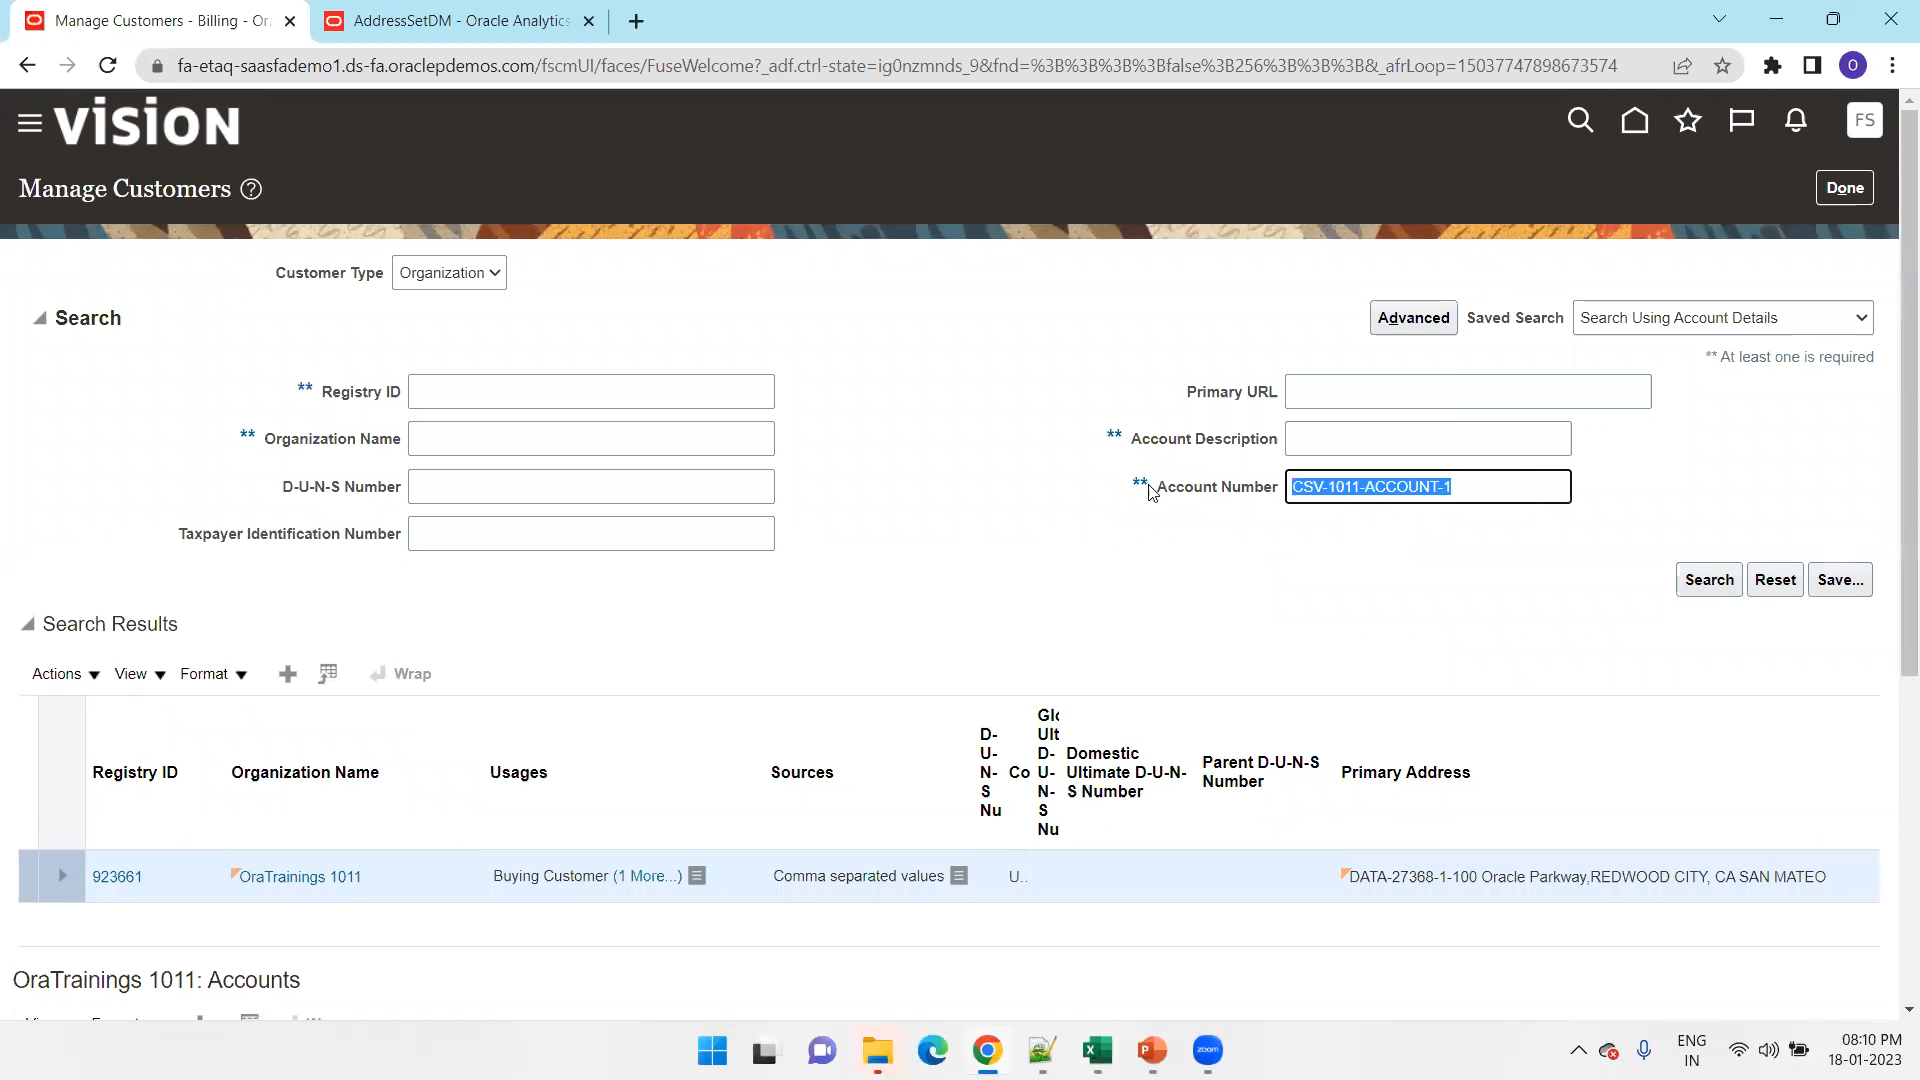 Manage Customers - Billing - Ora
AddressSetDM - Oracle Analytics
fa-etaq-saasfademo1.ds-fa.oraclepdemos.com/fscmUI/faces/FuseWelcome?_adf.ctrl-state=ig0nzmnds_9&fnd=%3B%3B%3B%3Bfalse%3B256%3B%3B%3B&_afrLoop=15037747898673574
O
vision
FS
Manage Customers
Done
Customer Type Organization
Search
Advanced Saved Search Search Using Account Details
** At least one is required
** Registry ID
Primary URL
** Organization Name
** Account Description
D-U-N-S Number
** Account Number CSV-1011-ACCOUNT-1
Taxpayer Identification Number
Search Reset Save...
Search Results
Actions View Format Wrap
Registry ID
Organization Name
Usages
Sources
D-
U-
N-
S
Nu
Co
Glo
Ult
D-
U-
N-
S
Nu
Domestic
Ultimate D-U-N-
S Number
Parent D-U-N-S
Number
Primary Address
923661 OraTrainings 1011 Buying Customer (1 More...) Comma separated values U.. DATA-27368-1-100 Oracle Parkway,REDWOOD CITY, CA SAN MATEO
OraTrainings 1011: Accounts
zoom
ENG
IN
08:10 PM
18-01-2023